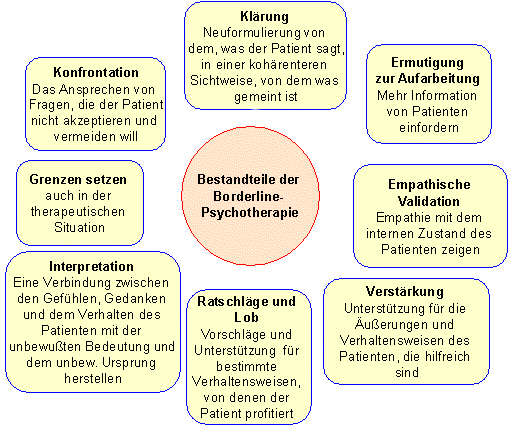 Klärung
Neuformulierung von
dem, was der Patient sagt,
in einer kohärenteren
Sichtweise, von dem was
gemeint ist
Ermutigung
zur Aufarbeitung
Mehr Information
von Patienten
einfordern
Empathische
Validation
Empathie mit dem
internen Zustand des
Patienten zeigen
Verstärkung
Unterstützung für die
Äußerungen und
Verhaltensweisen des
Patienten, die hilfreich
sind
Ratschläge und
Lob
Vorschläge und
Unterstützung für
bestimmte
Verhaltensweisen,
von denen der
Patient profitiert
Interpretation
Eine Verbindung zwischen
den Gefühlen, Gedanken
und dem Verhalten des
Patienten mit der
unbewußten Bedeutung und
dem unbew. Ursprung
herstellen
Grenzen setzen
auch in der
therapeutischen
Situation
Konfrontation
Das Ansprechen von
Fragen, die der Patient
nicht akzeptieren und
vermeiden will
Bestandteile der
Borderline-
Psychotherapie